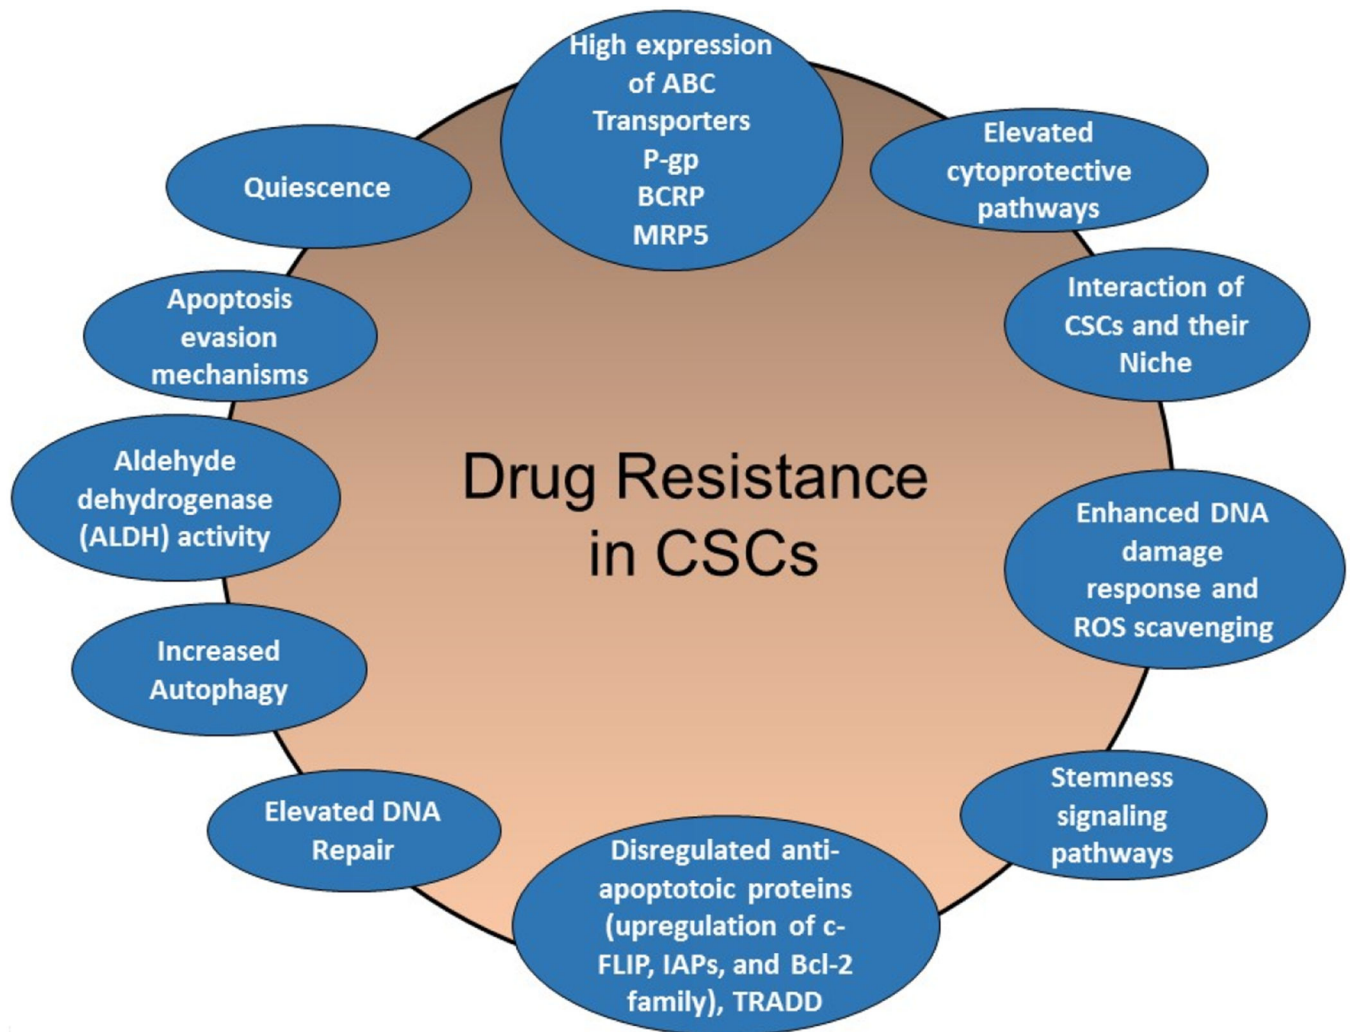 High expression
of ABC
Transporters
P-gp
BCRP
MRP5
Elevated
cytoprotective
pathways
Interaction of
CSCs and their
Niche
Enhanced DNA
damage
response and
ROS scavenging
Stemness
signaling
pathways
Disregulated anti-
apoptotoic proteins
(upregulation of c-
FLIP, IAPs, and Bcl-2
family), TRADD
Elevated DNA
Repair
Increased
Autophagy
Aldehyde
dehydrogenase
(ALDH) activity
Apoptosis
evasion
mechanisms
Quiescence
Drug Resistance
in CSCs